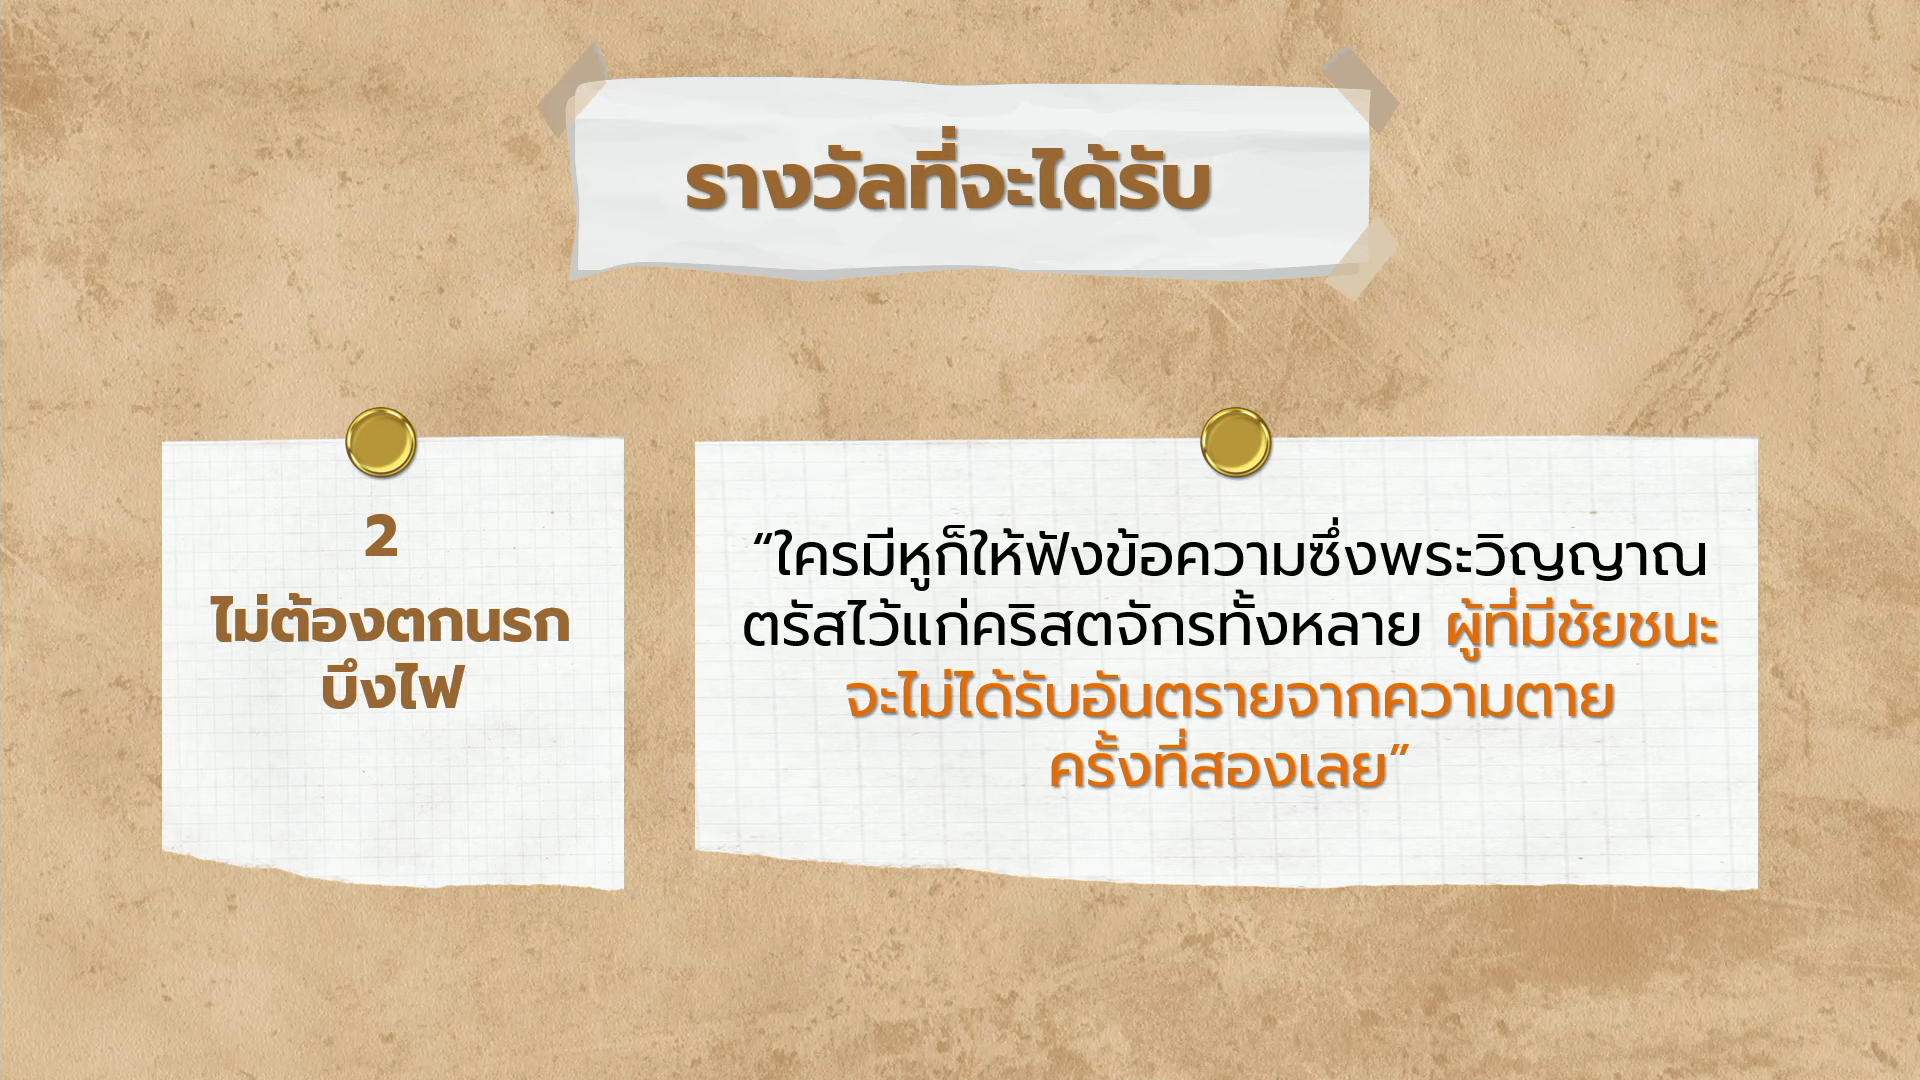 รางวัลที่จะได้รับ
2
ไม่ต้องตกนรก
บึงไฟ
“ใครมีหูก็ให้ฟังข้อความซึ่งพระวิญญาณ
ตรัสไว้แก่คริสตจักรทั้งหลาย ผู้ที่มีชัยชนะ
จะไม่ได้รับอันตรายจากความตาย
ครั้งที่สองเลย”